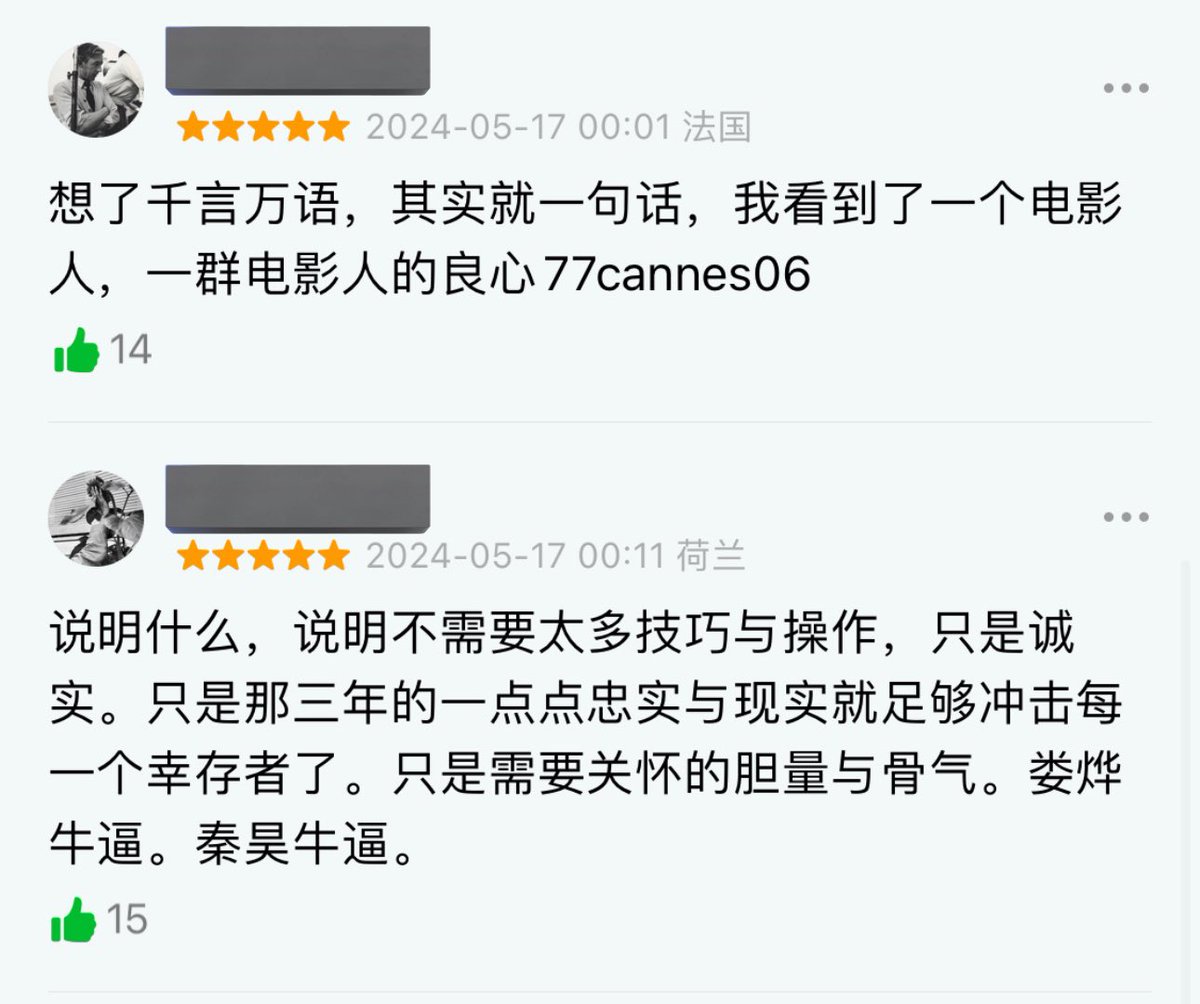 2024-05-17 00:01 法国
想了千言万语，其实就一句话，我看到了一个电影
人，一群电影人的良心77cannes06
14
2024-05-17 00:11 荷兰
说明什么，说明不需要太多技巧与操作，只是诚
实。只是那三年的一点点忠实与现实就足够冲击每
一个幸存者了。只是需要关怀的胆量与骨气。娄烨
牛逼。秦昊牛逼。
15